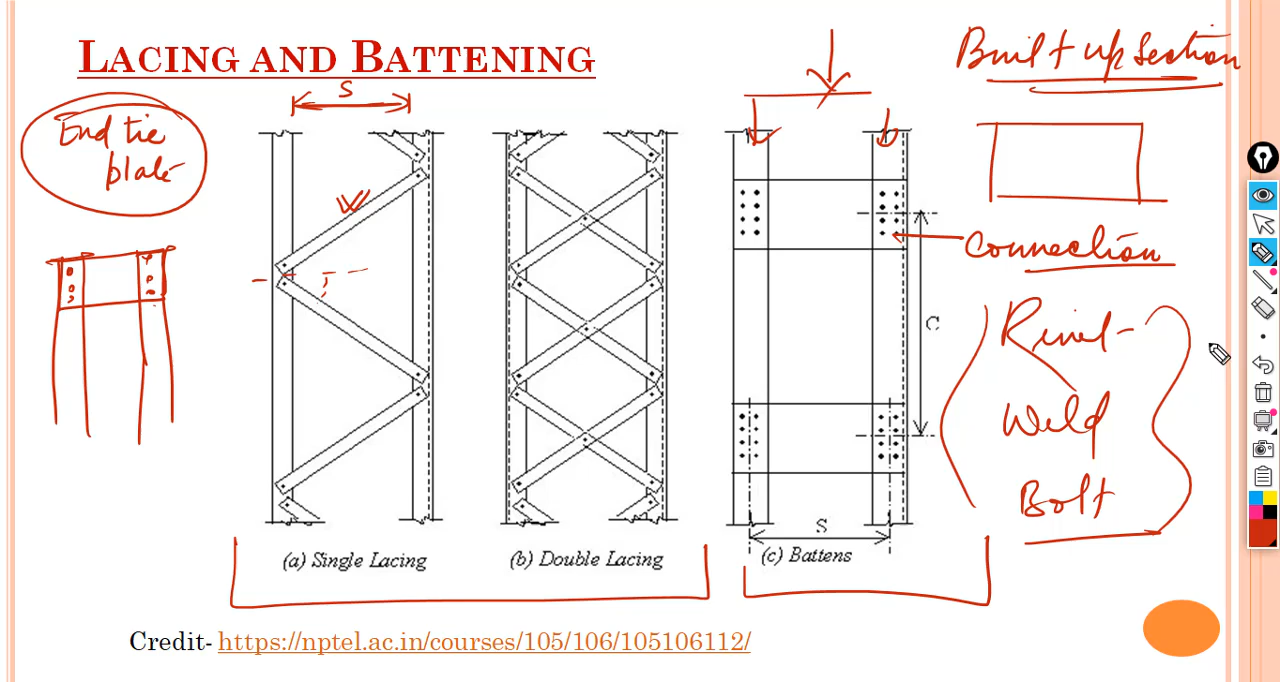 LACING AND BATTENING
Built up Section
S
End tie
plate
Connection
C
Rivet-
Weld
Bolt
S
(a) Single Lacing
(b) Double Lacing
(c) Battens
Credit- https://nptel.ac.in/courses/105/106/105106112/